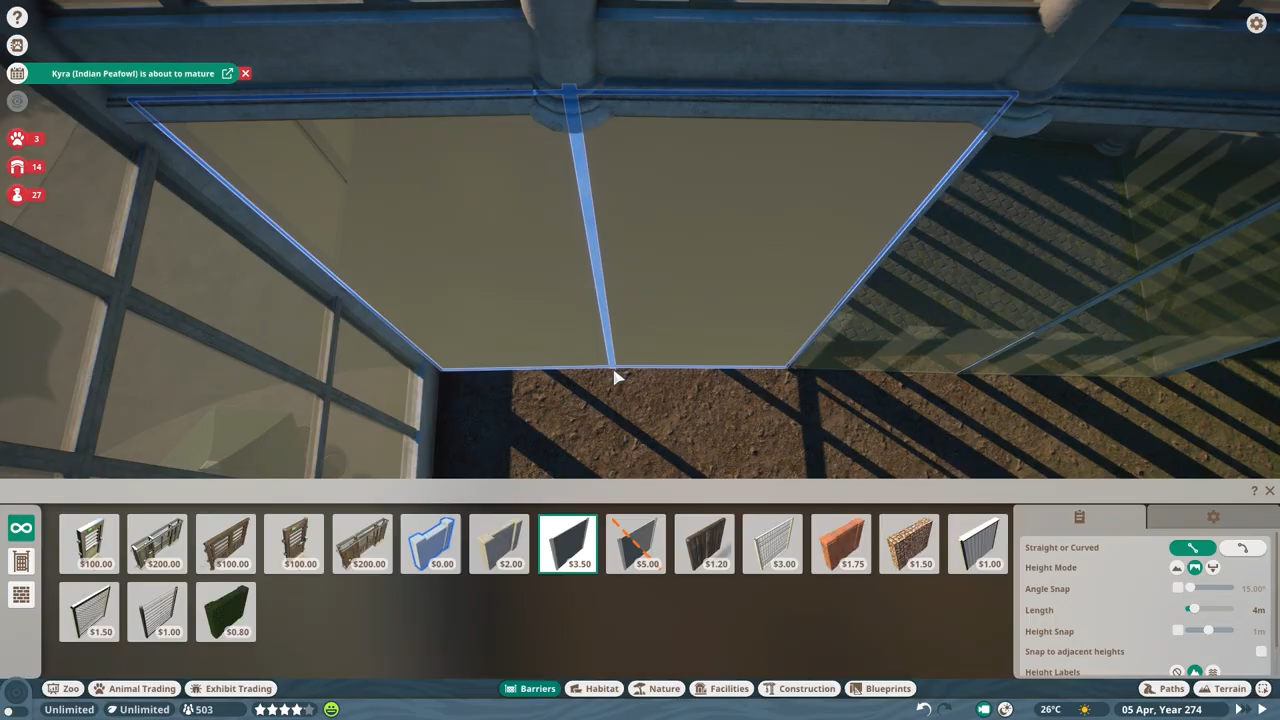 ?
Kyra (Indian Peafowl) is about to mature
3
14
27
?
$100.00 $200.00 $100.00 $100.00 $200.00 $0.00 $2.00 $3.50 $5.00 $1.20 $3.00 $1.75 $1.50 $1.00
$1.50 $1.00 $0.80
Straight or Curved
Height Mode
Angle Snap 15.00°
Length 4m
Height Snap 1m
Snap to adjacent heights
Height Labels
Zoo Animal Trading Exhibit Trading Barriers Habitat Nature Facilities Construction Blueprints Paths Terrain
Unlimited Unlimited 503 26°C 05 Apr, Year 274